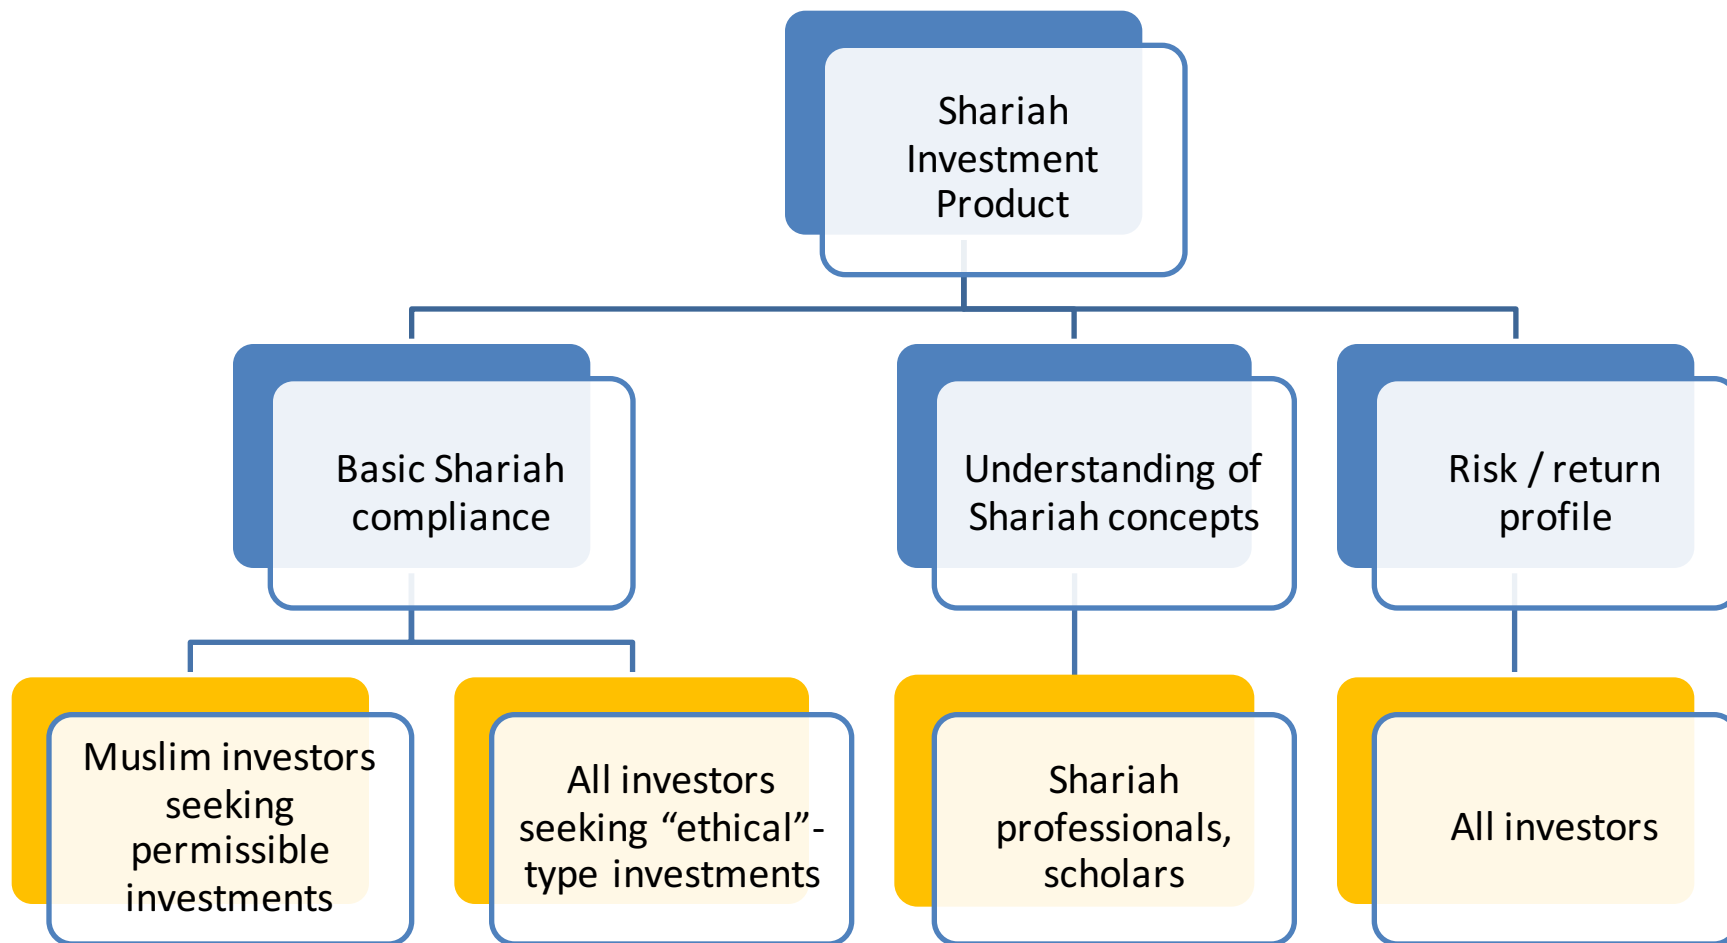 Shariah
Investment
Product
Basic Shariah
compliance
Understanding of
Shariah concepts
Risk / return
profile
Muslim investors
seeking
permissible
investments
All investors
seeking “ethical”-
type investments
Shariah
professionals,
scholars
All investors